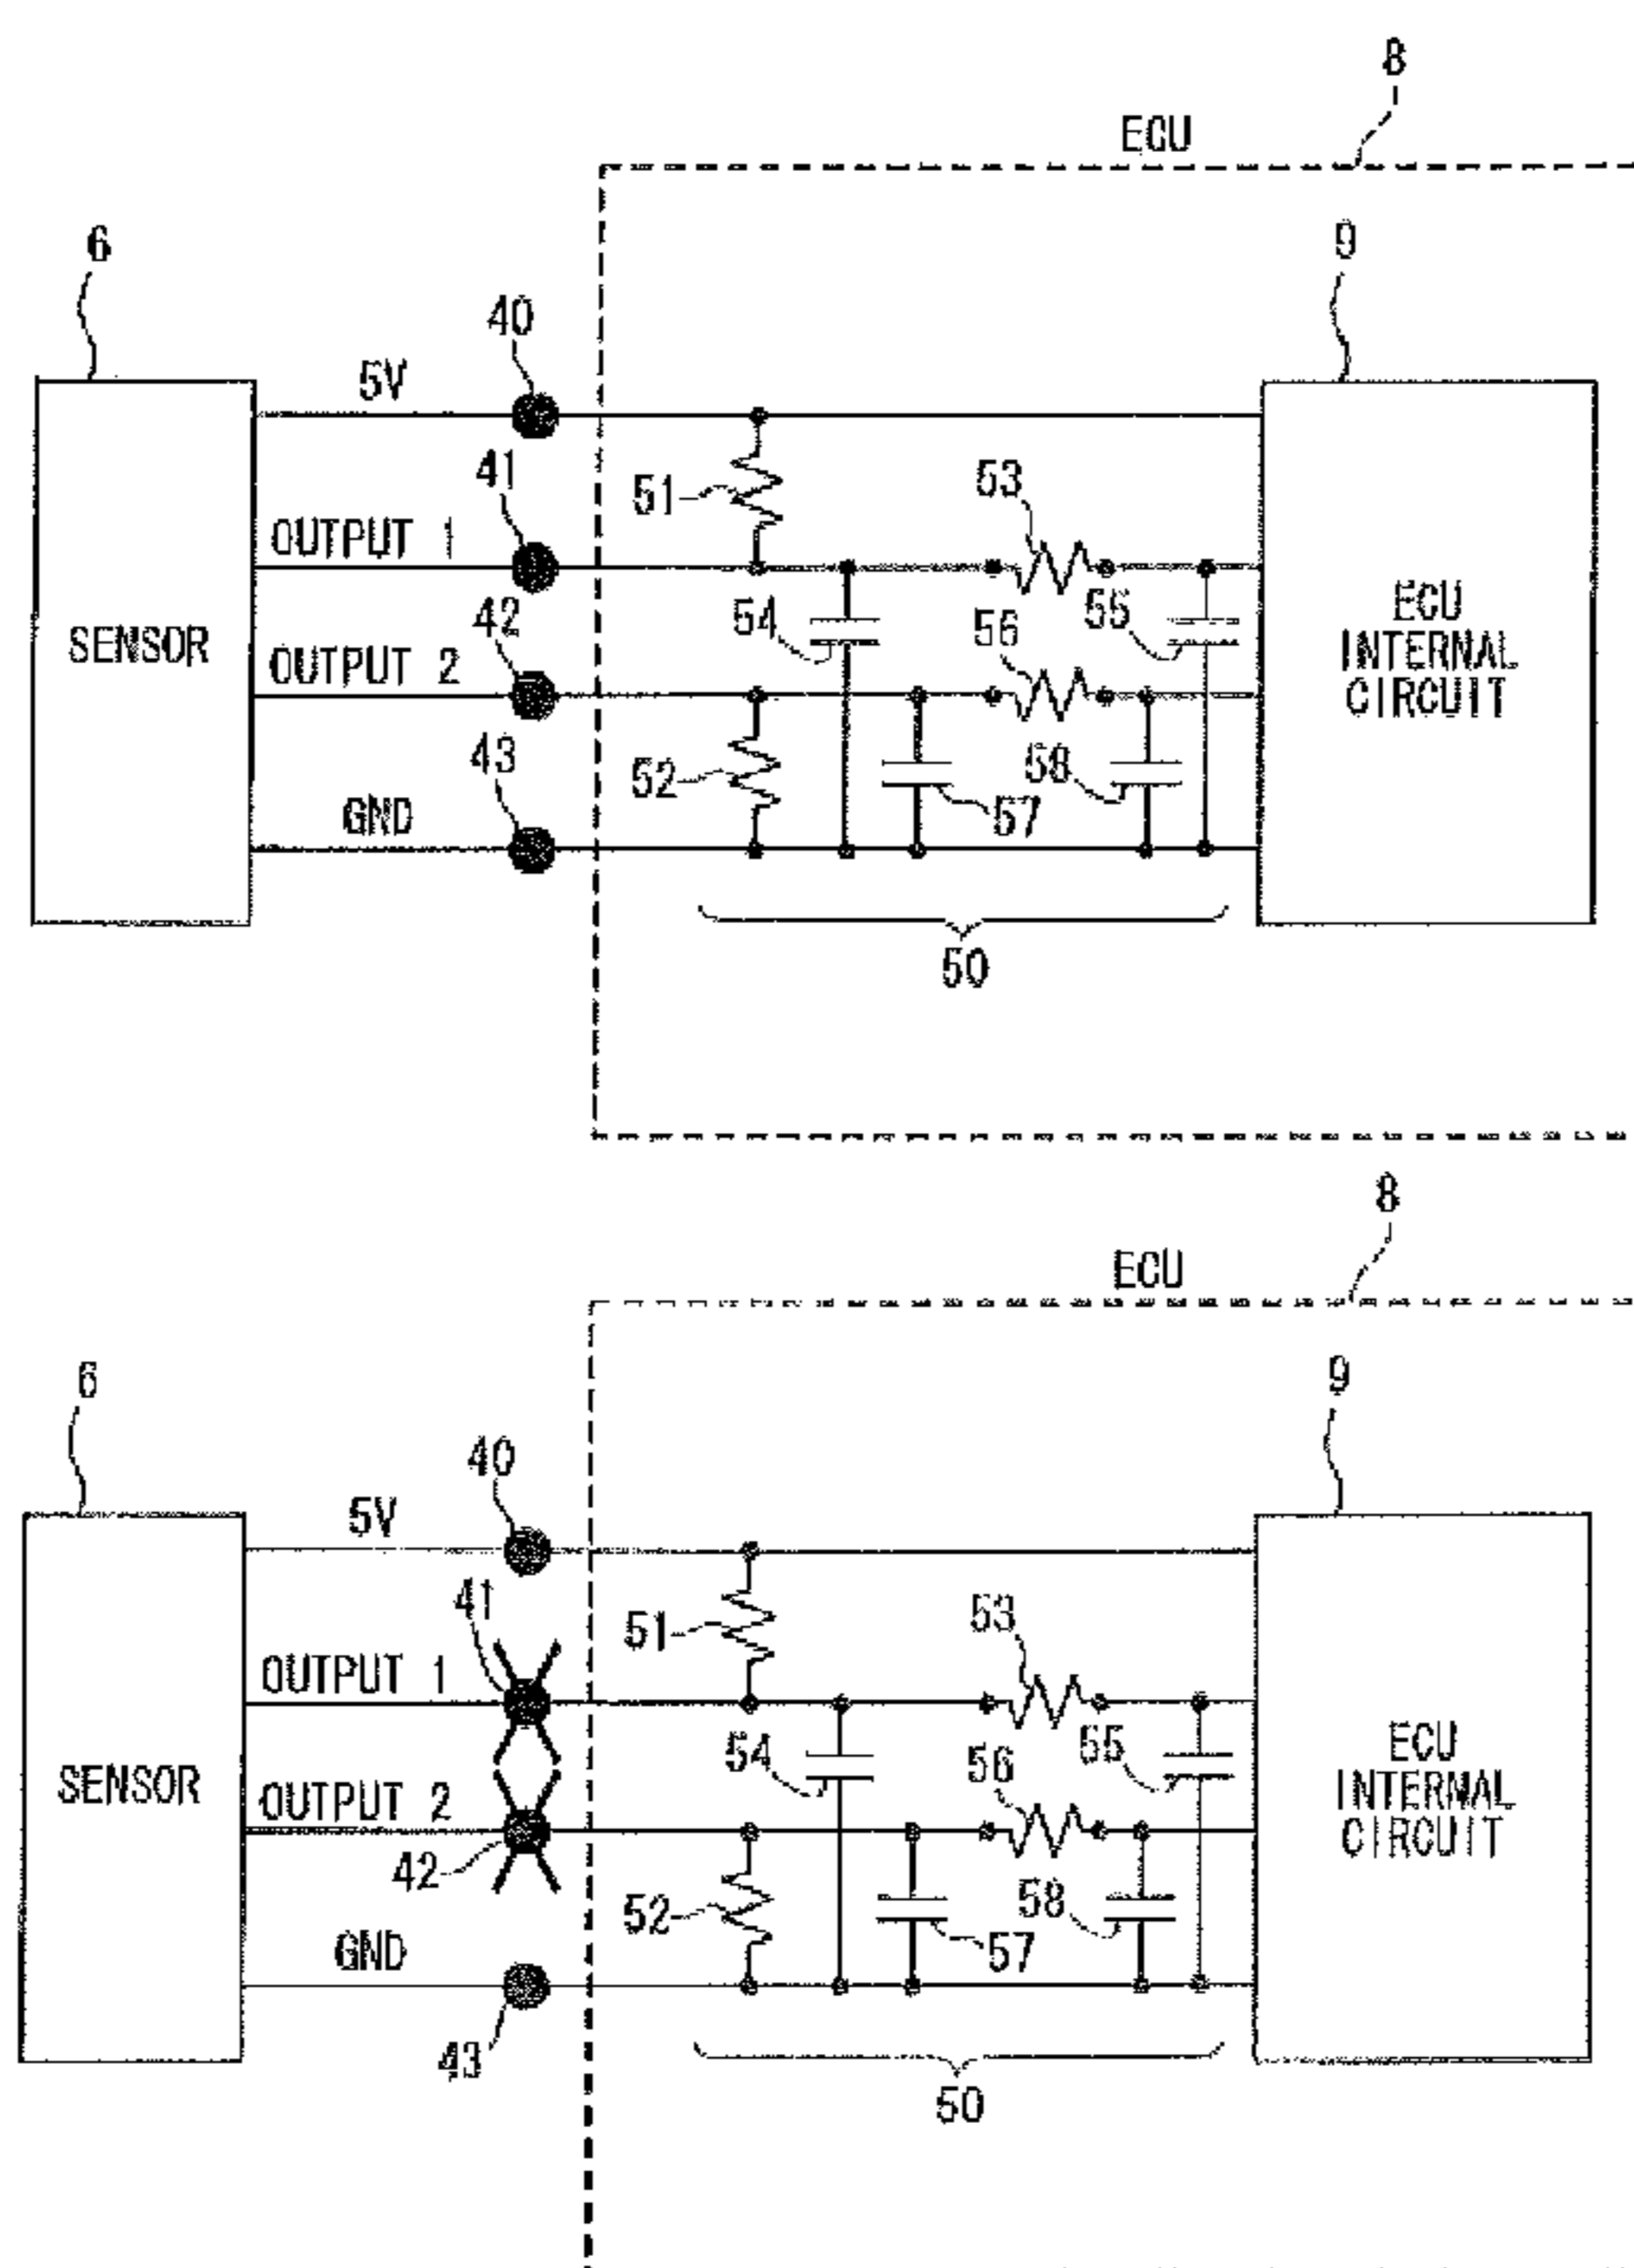 8
ECU
6
9
40
5V
41
53
51
OUTPUT 1
ECU
INTERNAL
CIRCUIT
54
55
42
56
SENSOR
OUTPUT 2
43
52
58
57
GND
50
8
ECU
6
9
40
5V
41
53
51
OUTPUT 1
ECU
INTERNAL
CIRCUIT
54
55
56
SENSOR
OUTPUT 2
42
52
58
57
GND
43
50